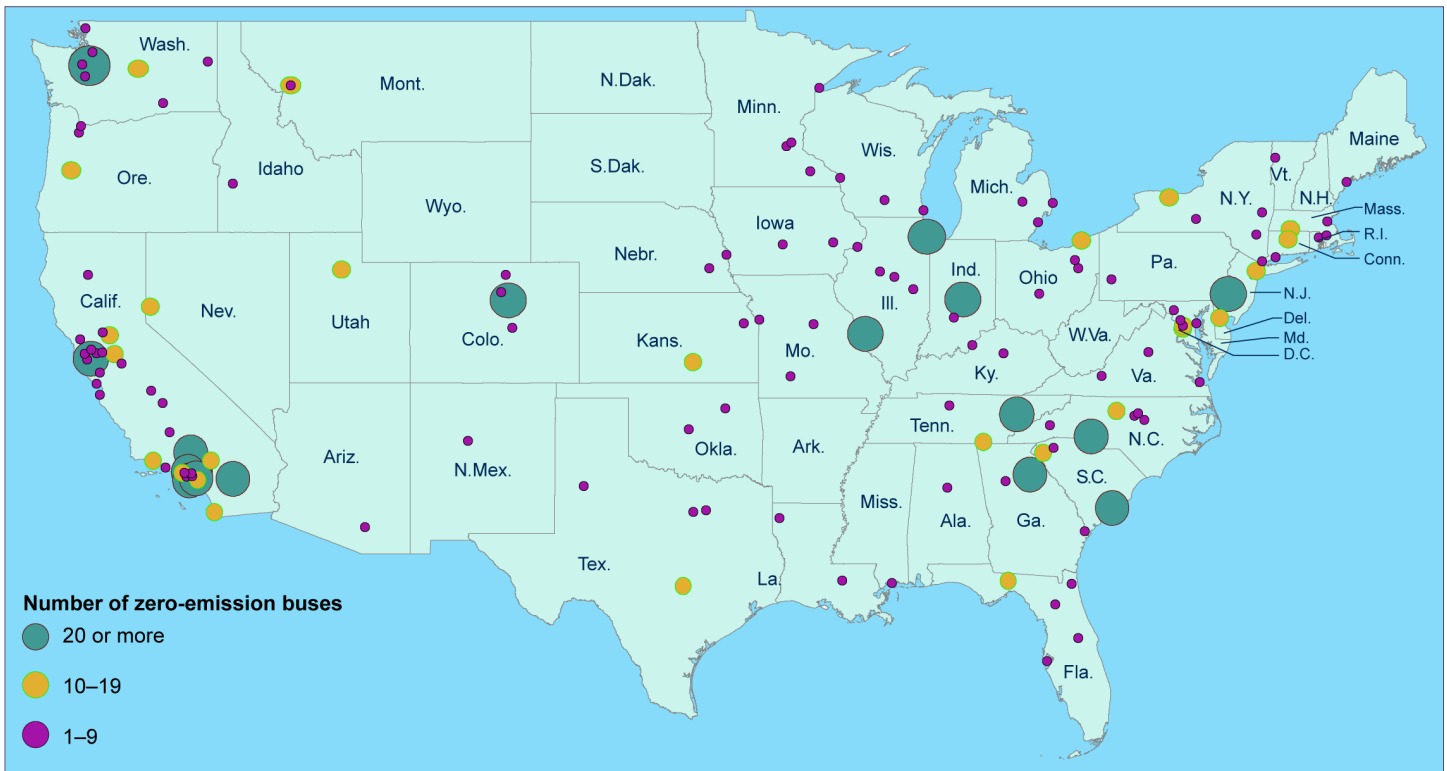 Wash.
Mont.
N.Dak.
Minn.
Maine
Ore.
Idaho
S.Dak.
Wis.
Mich.
Vt.
N.Y.
N.H.
Mass.
R.I.
Conn.
Wyo.
Iowa
Nebr.
Pa.
Ohio
Ind.
Ill.
N.J.
Calif.
Nev.
Utah
Colo.
Kans.
Mo.
W.Va.
Del.
Md.
D.C.
Ky.
Va.
Tenn.
N.C.
Ariz.
N.Mex.
Okla.
Ark.
S.C.
Miss.
Ala.
Ga.
Tex.
La.
Fla.
Number of zero-emission buses
20 or more
10–19
1–9